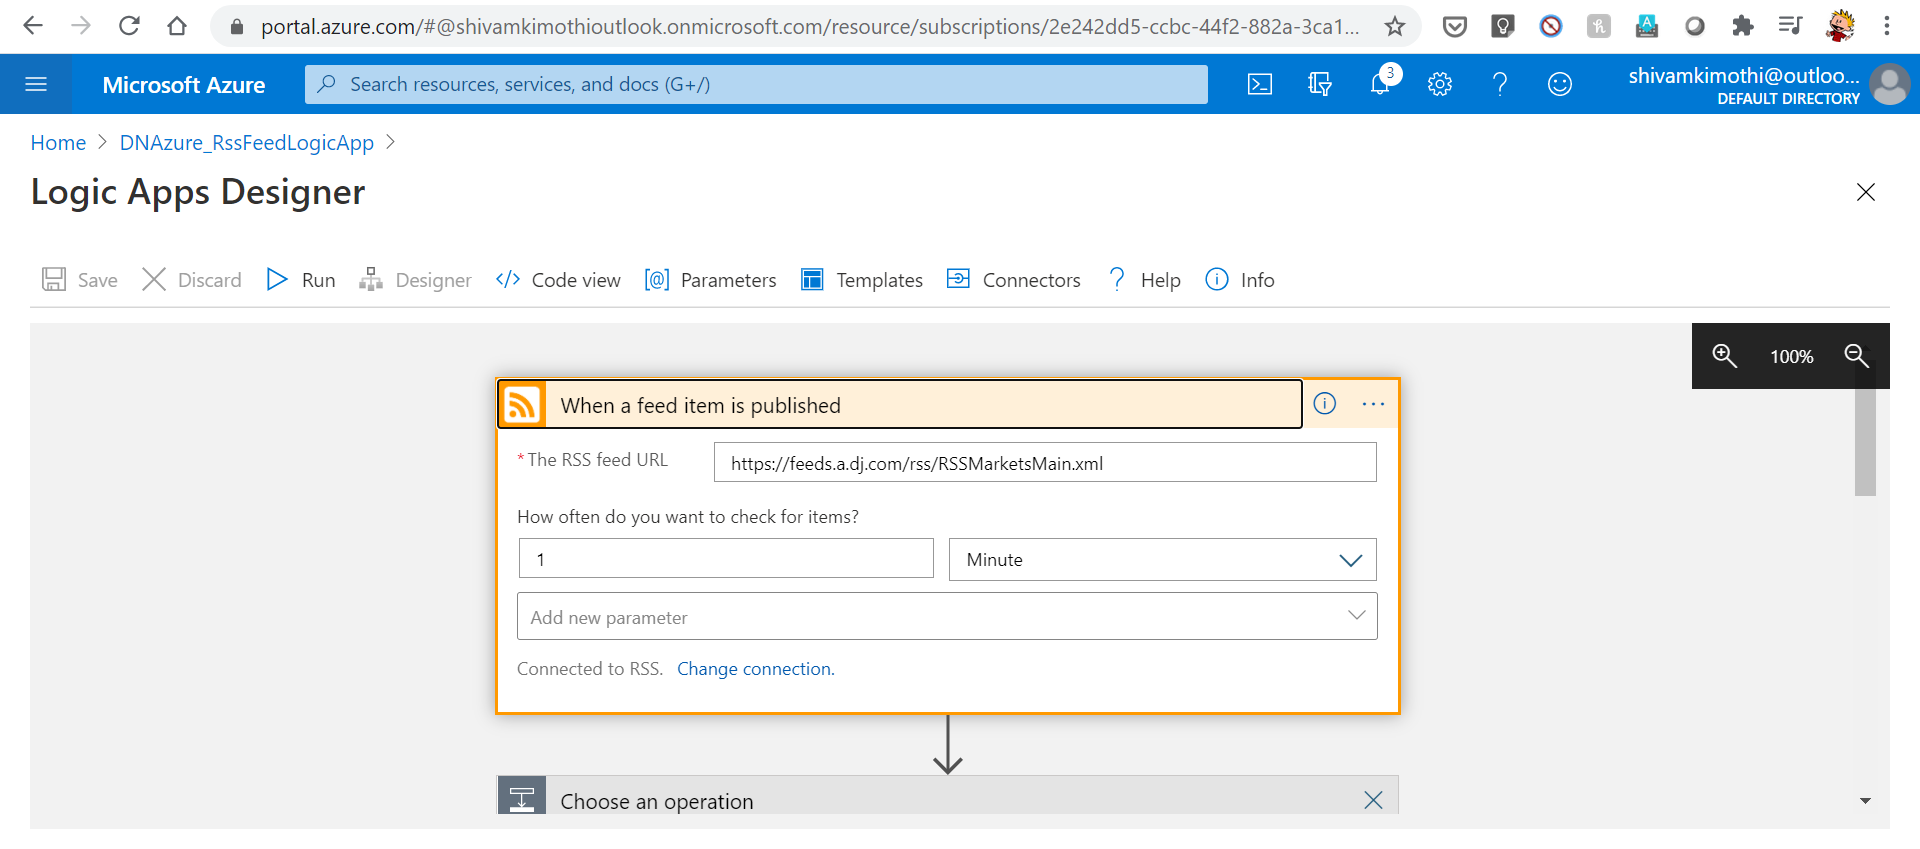 portal.azure.com/#@shivamkimothioutlook.onmicrosoft.com/resource/subscriptions/2e242dd5-ccbc-44f2-882a-3ca1...
Microsoft Azure
Search resources, services, and docs (G+/)
3
shivamkimothi@outloo...
DEFAULT DIRECTORY
Home > DNAzure_RssFeedLogicApp >
Logic Apps Designer
Save Discard Run Designer </> Code view [@] Parameters Templates Connectors ? Help Info
100%
When a feed item is published
* The RSS feed URL
https://feeds.a.dj.com/rss/RSSMarketsMain.xml
How often do you want to check for items?
1
Minute
Add new parameter
Connected to RSS. Change connection.
Choose an operation